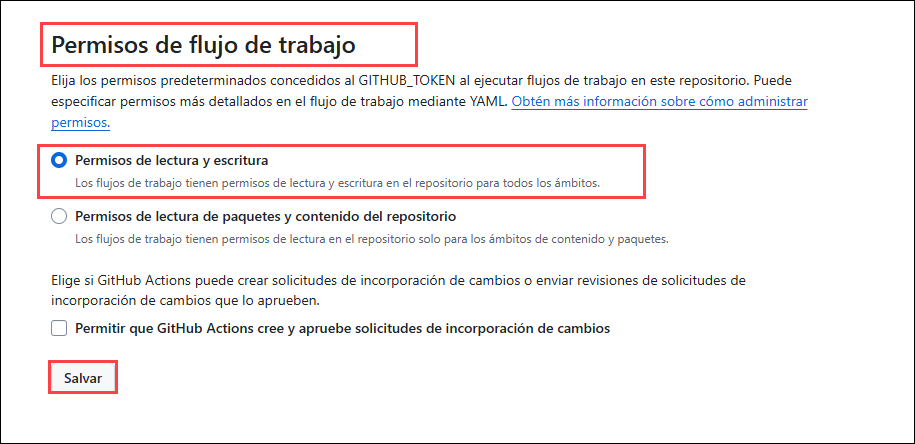 Permisos de flujo de trabajo
Elija los permisos predeterminados concedidos al GITHUB_TOKEN al ejecutar flujos de trabajo en este repositorio. Puede
especificar permisos más detallados en el flujo de trabajo mediante YAML. Obtén más información sobre cómo administrar
permisos.
Permisos de lectura y escritura
Los flujos de trabajo tienen permisos de lectura y escritura en el repositorio para todos los ámbitos.
Permisos de lectura de paquetes y contenido del repositorio
Los flujos de trabajo tienen permisos de lectura en el repositorio solo para los ámbitos de contenido y paquetes.
Elige si GitHub Actions puede crear solicitudes de incorporación de cambios o enviar revisiones de solicitudes de
incorporación de cambios que lo aprueben.
Permitir que GitHub Actions cree y apruebe solicitudes de incorporación de cambios
Salvar